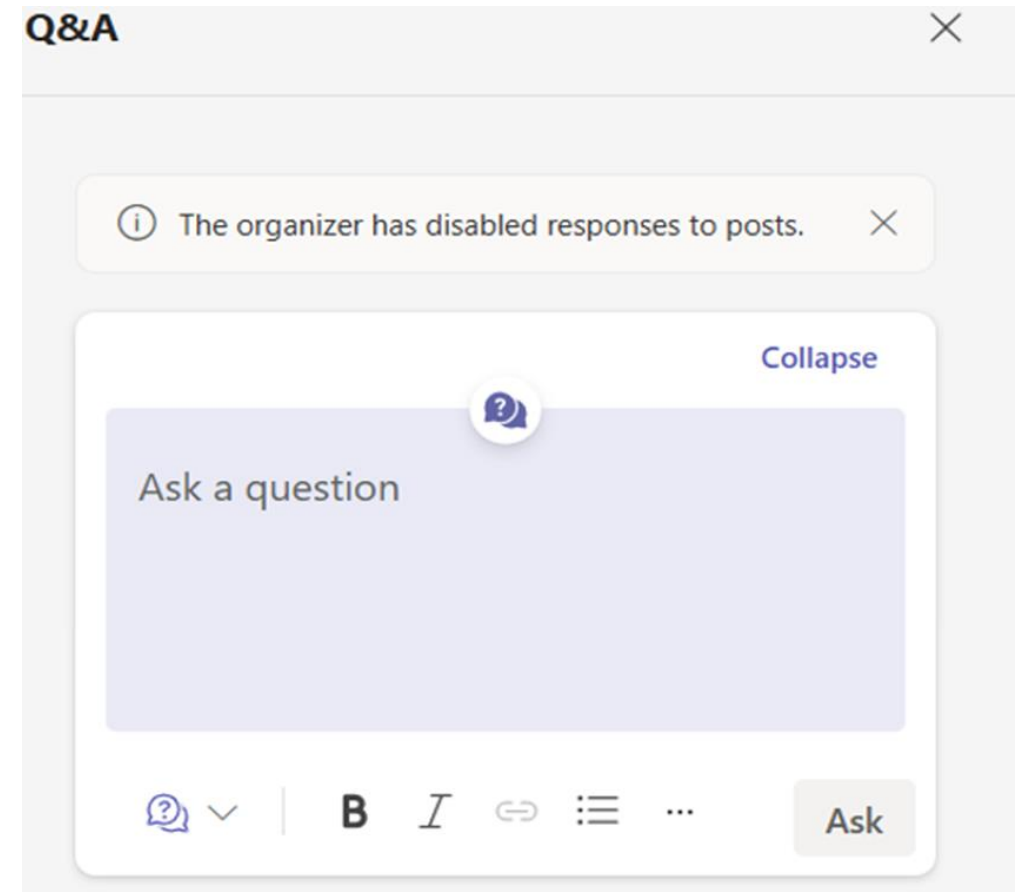 Q&A
The organizer has disabled responses to posts.
Collapse
Ask a question
B I ...
Ask